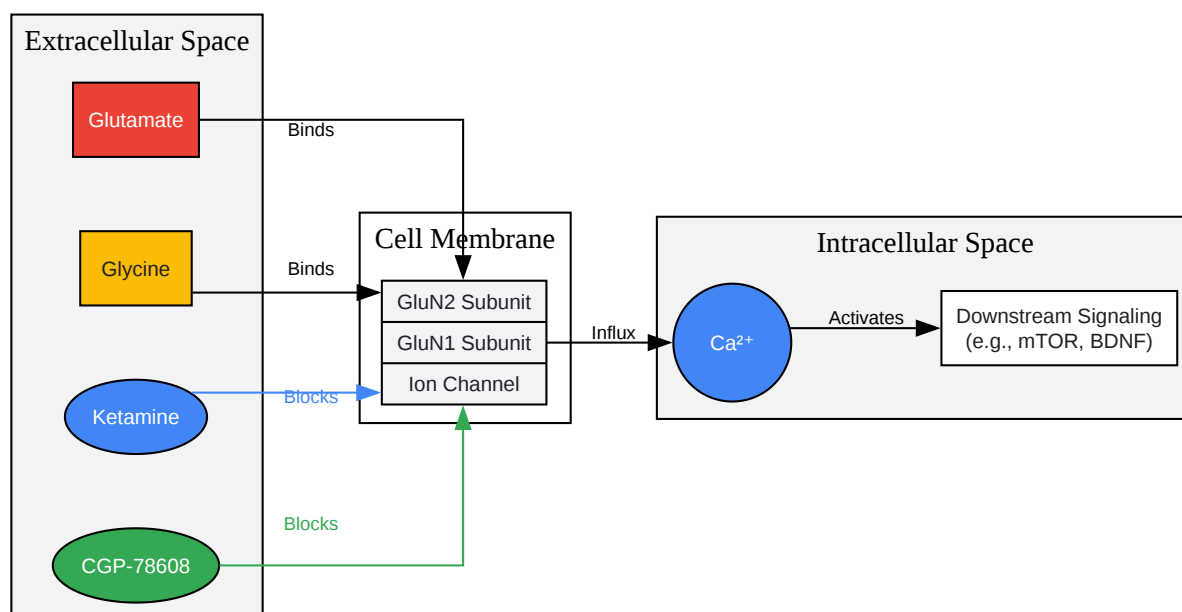 Extracellular Space
Glutamate
Binds
Glycine
Binds
Ketamine
Blocks
CGP-78608
Blocks
Cell Membrane
GluN2 Subunit
GluN1 Subunit
Ion Channel
Influx
Intracellular Space
Ca²⁺
Activates
Downstream Signaling
(e.g., mTOR, BDNF)